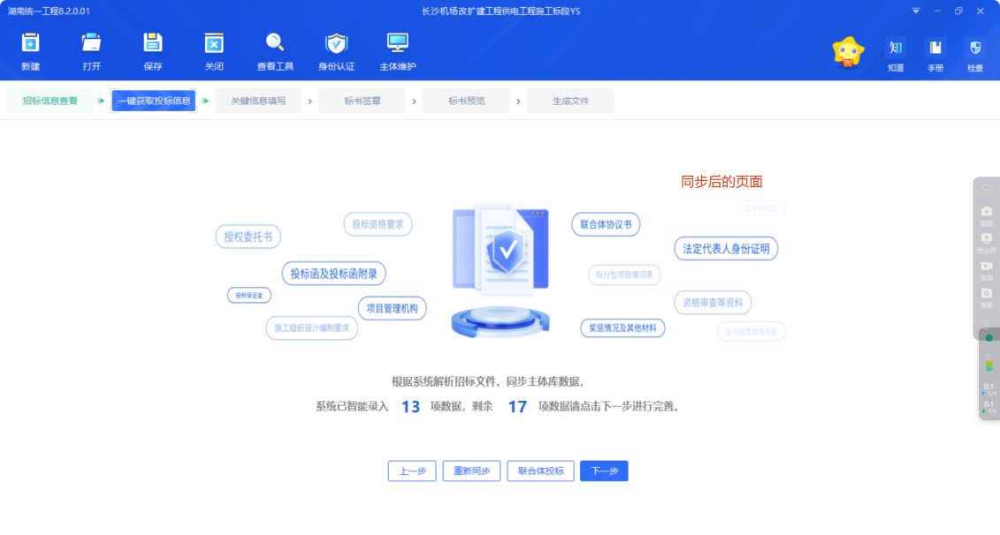 湖南统一工程8.2.0.01
长沙机场改扩建工程供电工程施工标段YS
新建 打开 保存 关闭 查看工具 身份认证 主体维护
知 知道 手册 检查
招标信息查看 一键获取投标信息 关键信息填写 标书签章 标书预览 生成文件
同步后的页面
投标资格要求
联合体协议书
授权委托书
法定代表人身份证明
投标函及投标函附录
拟分包项目情况表
投标保证金
项目管理机构
资格审查等资料
施工组织设计编制要求
奖惩情况及其他材料
拟分包项目情况表
根据系统解析招标文件、同步主体库数据,
系统已智能录入 13 项数据, 剩余 17 项数据请点击下一步进行完善。
上一步 重新同步 联合体投标 下一步
截图
录屏
0.1
K/s
0.1
K/s